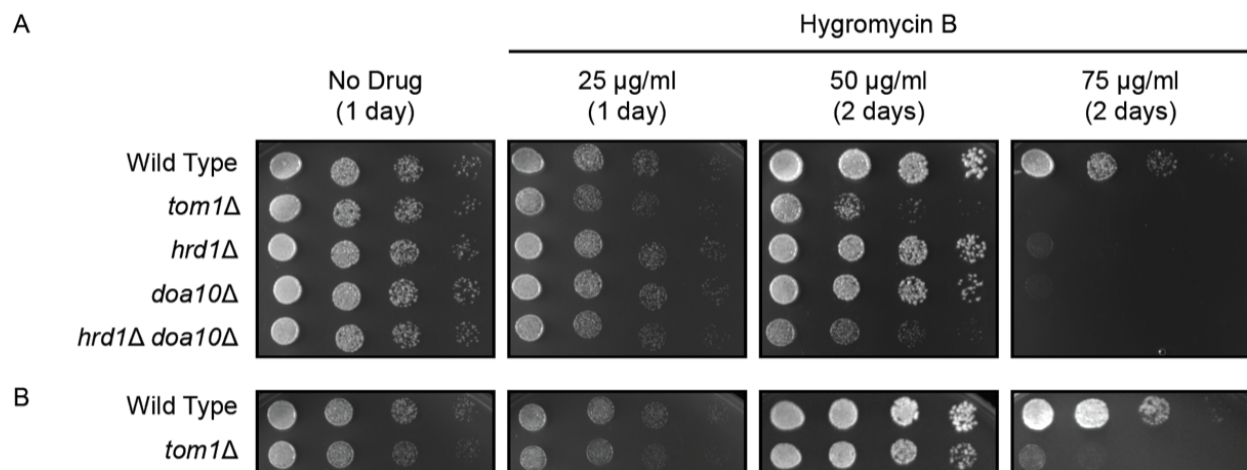 A
Hygromycin B
No Drug
(1 day)
25 µg/ml
(1 day)
50 µg/ml
(2 days)
75 µg/ml
(2 days)
Wild Type
tom1Δ
hrd1Δ
doa10Δ
hrd1Δ doa10Δ
B
Wild Type
tom1Δ